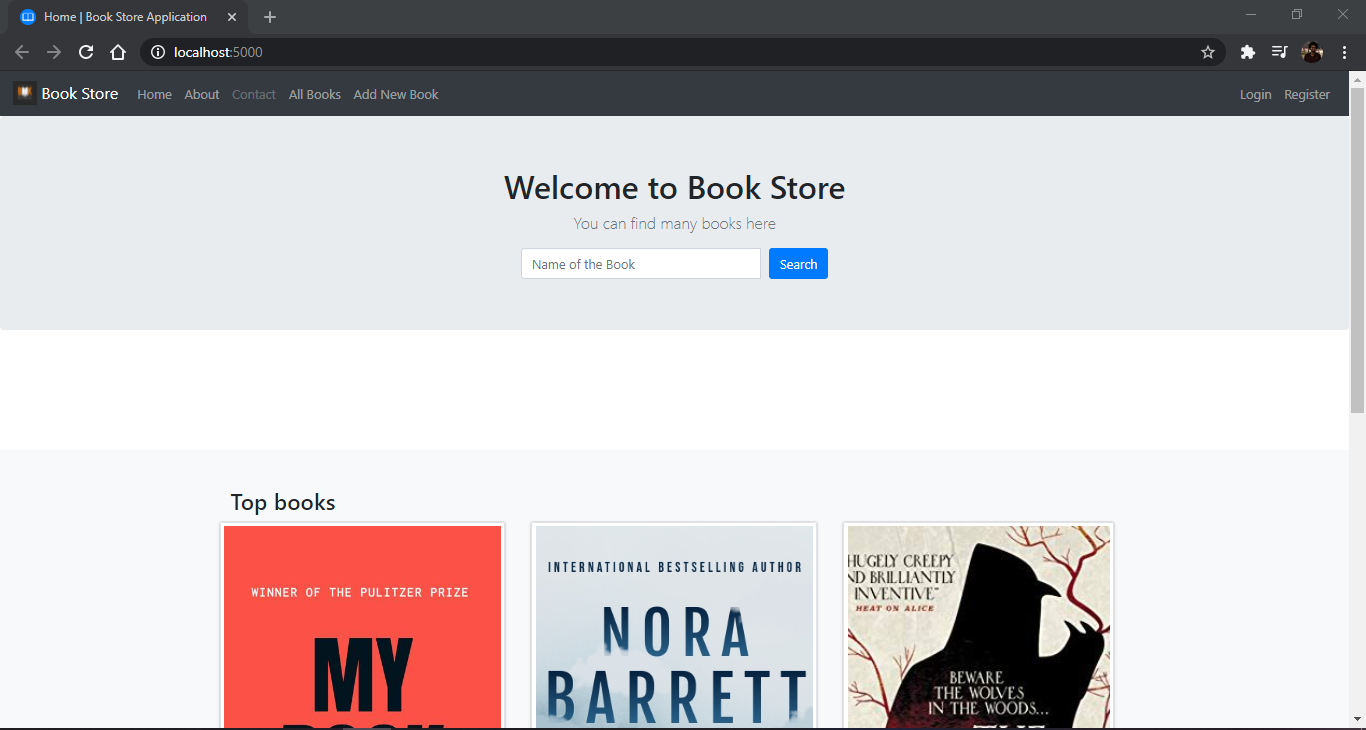 Home | Book Store Application
localhost:5000
Book Store Home About Contact All Books Add New Book Login Register
Welcome to Book Store
You can find many books here
Name of the Book Search
Top books
WINNER OF THE PULITZER PRIZE
MY
INTERNATIONAL BESTSELLING AUTHOR
NORA
BARRETT
HUGELY CREEPY
ND BRILLIANTLY
INVENTIVE"
HEAT ON ALICE
BEWARE
THE WOLVES
IN THE WOODS...